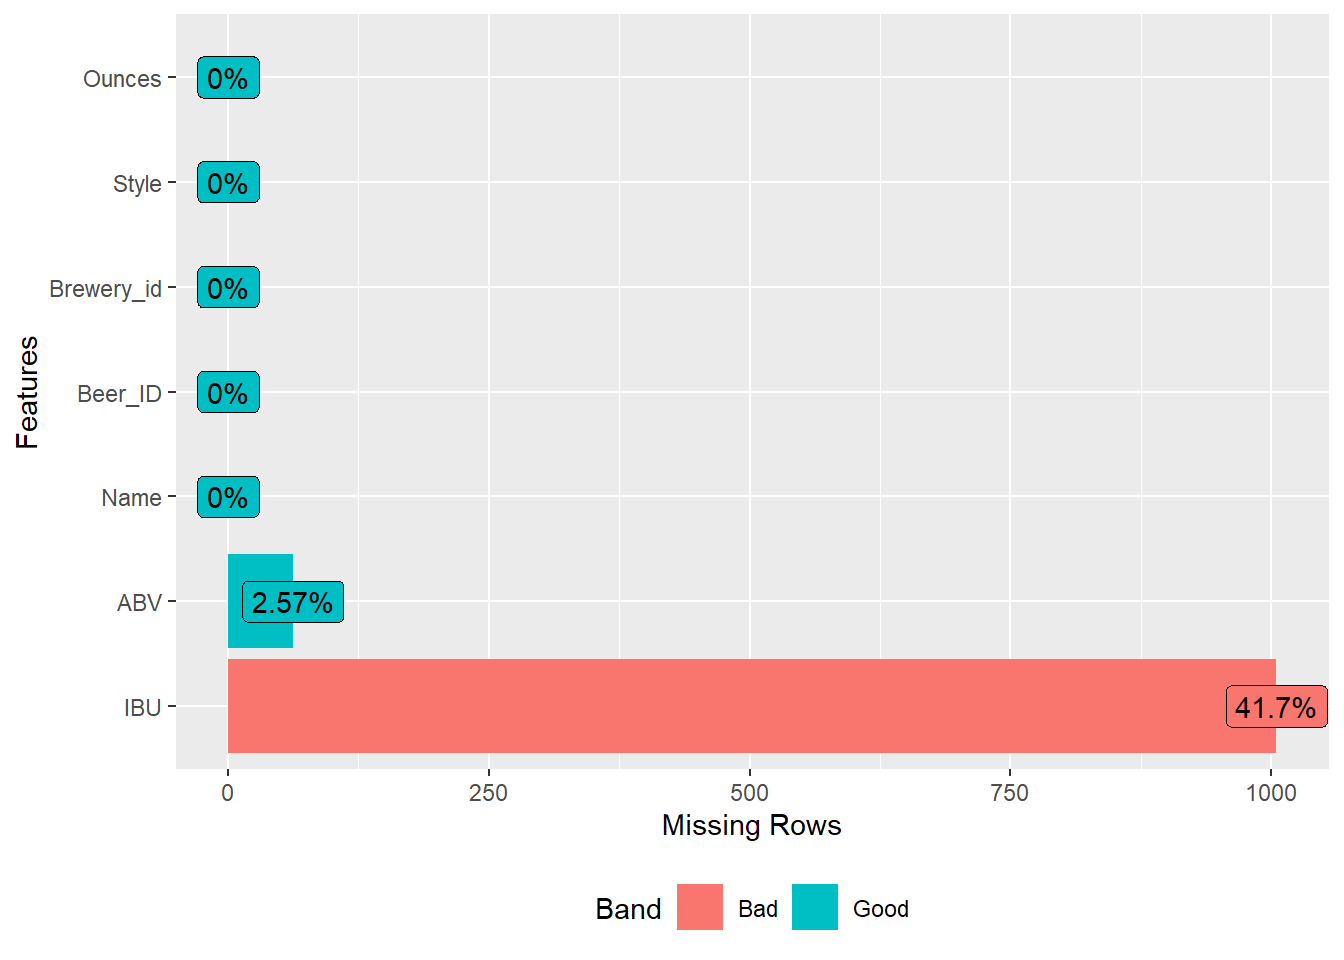 Ounces 0%
Style 0%
Brewery_id 0%
Beer_ID 0%
Name 0%
ABV 2.57%
IBU 41.7%
Features
0 250 500 750 1000
Missing Rows
Band Bad Good